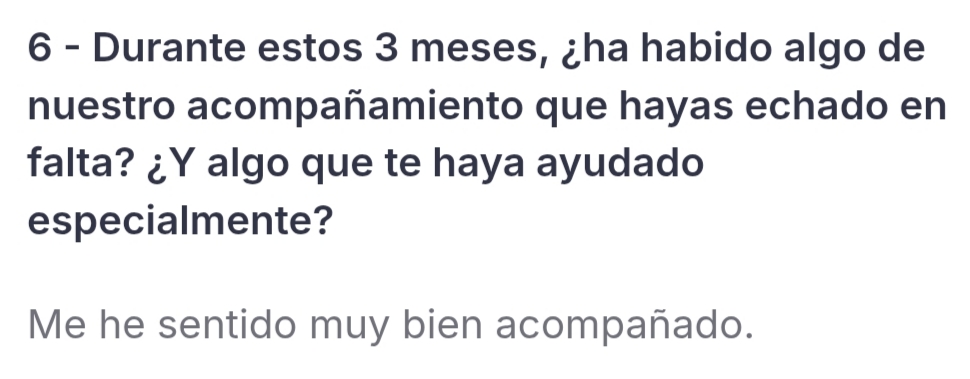 6 - Durante estos 3 meses, ¿ha habido algo de
nuestro acompañamiento que hayas echado en
falta? ¿Y algo que te haya ayudado
especialmente?
Me he sentido muy bien acompañado.